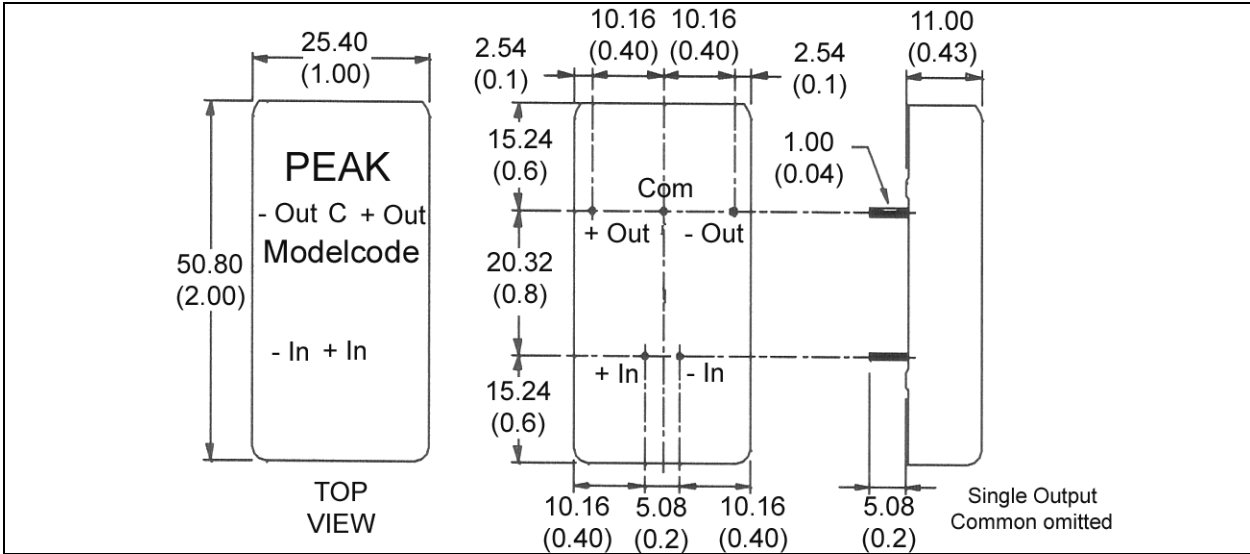 25.40
(1.00)
50.80
(2.00)
PEAK
- Out C + Out
Modelcode
- In + In
TOP
VIEW
10.16 10.16
(0.40) (0.40)
2.54
(0.1)
2.54
(0.1)
15.24
(0.6)
20.32
(0.8)
15.24
(0.6)
Com
+ Out - Out
+ In - In
10.16 5.08 10.16
(0.40) (0.2) (0.40)
11.00
(0.43)
1.00
(0.04)
5.08
(0.2)
Single Output
Common omitted